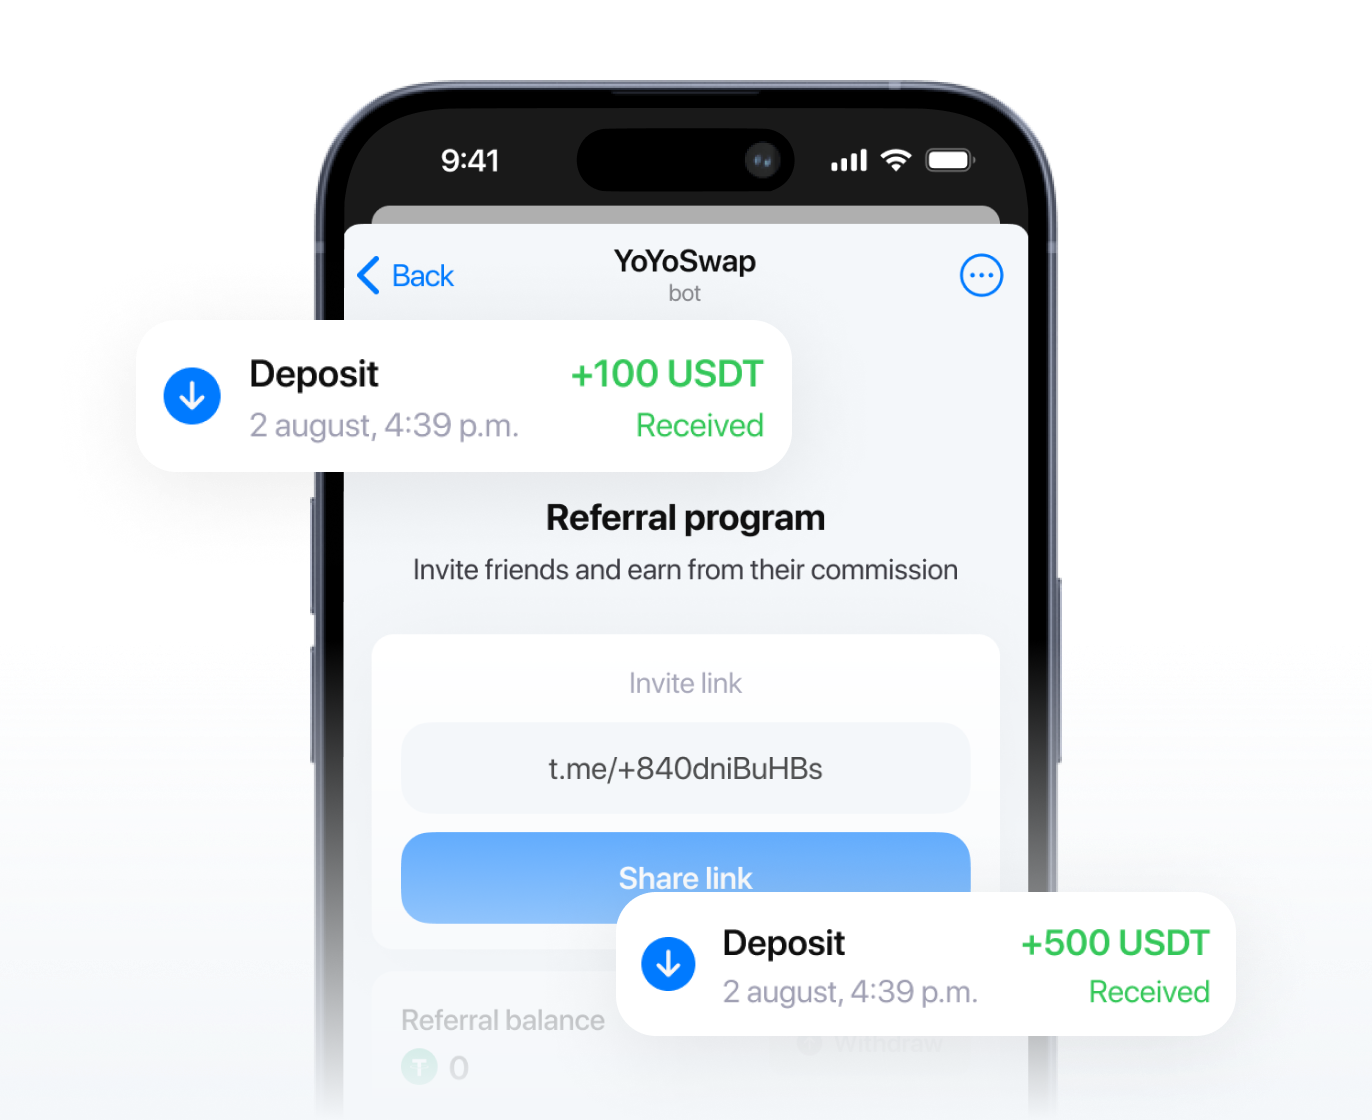 9:41
Back
YoYoSwap
bot
Deposit
+100 USDT
2 august, 4:39 p.m.
Received
Referral program
Invite friends and earn from their commission
Invite link
t.me/+840dniBuHBs
Share link
Deposit
+500 USDT
2 august, 4:39 p.m.
Received
Referral balance
Withdraw
T 0